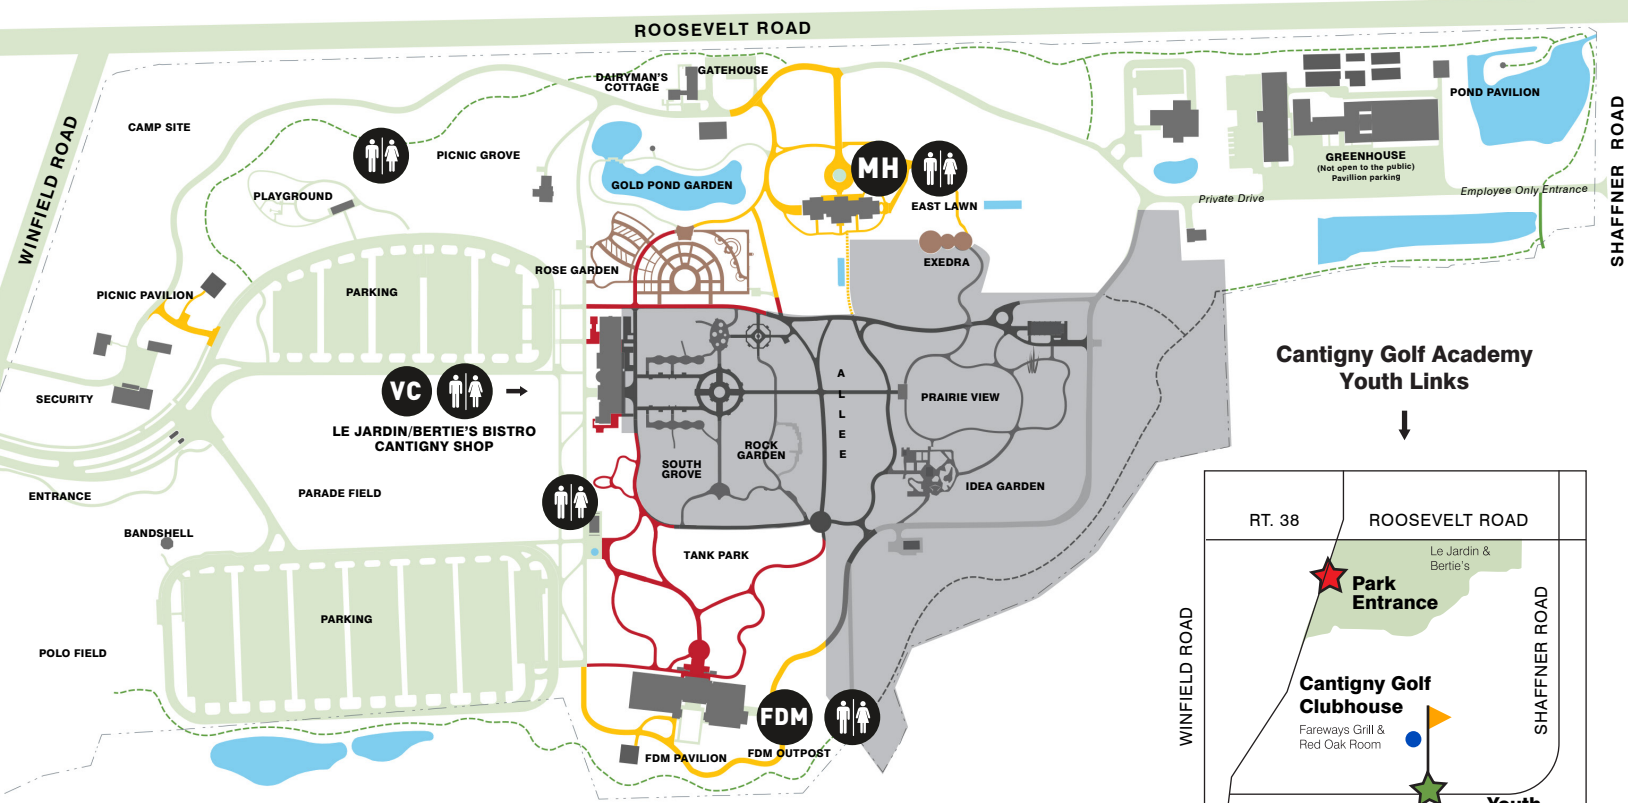 ROOSEVELT ROAD
WINFIELD ROAD
SHAFFNER ROAD
DAIRYMAN'S
COTTAGE
GATEHOUSE
POND PAVILION
CAMP SITE
PICNIC GROVE
PLAYGROUND
GOLD POND GARDEN
MH
EAST LAWN
GREENHOUSE
(Not open to the public)
Pavillion parking
Private Drive
Employee Only Entrance
EXEDRA
ROSE GARDEN
PICNIC PAVILION
PARKING
SECURITY
VC
LE JARDIN/BERTIE'S BISTRO
CANTIGNY SHOP
ALLEE
PRAIRIE VIEW
ROCK
GARDEN
SOUTH
GROVE
IDEA GARDEN
ENTRANCE
PARADE FIELD
BANDSHELL
TANK PARK
PARKING
POLO FIELD
FDM
FDM OUTPOST
FDM PAVILION
Cantigny Golf Academy
Youth Links
RT. 38
ROOSEVELT ROAD
Le Jardin &
Bertie's
Park
Entrance
WINFIELD ROAD
SHAFFNER ROAD
Cantigny Golf
Clubhouse
Fareways Grill &
Red Oak Room
Youth